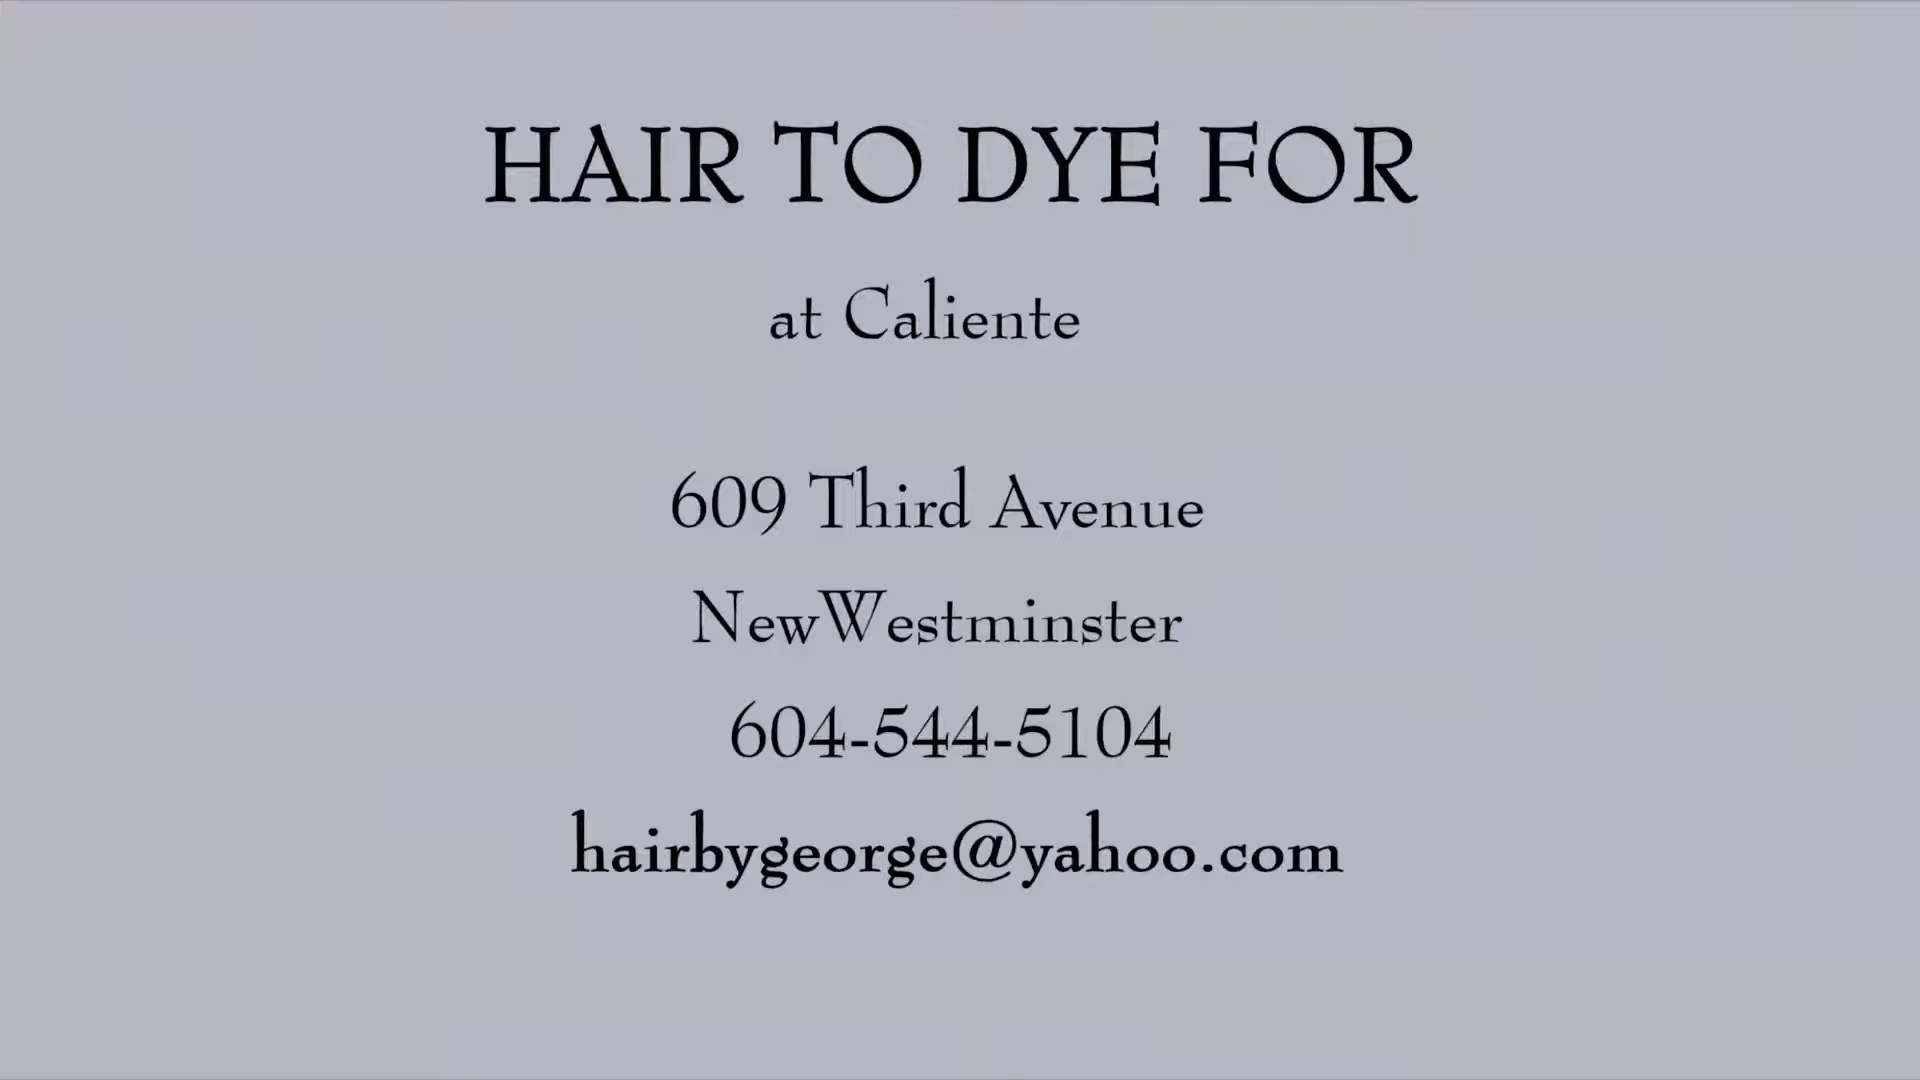 HAIR TO DYE FOR
at Caliente
609 Third Avenue
NewWestminster
604-544-5104
hairbygeorge@yahoo.com